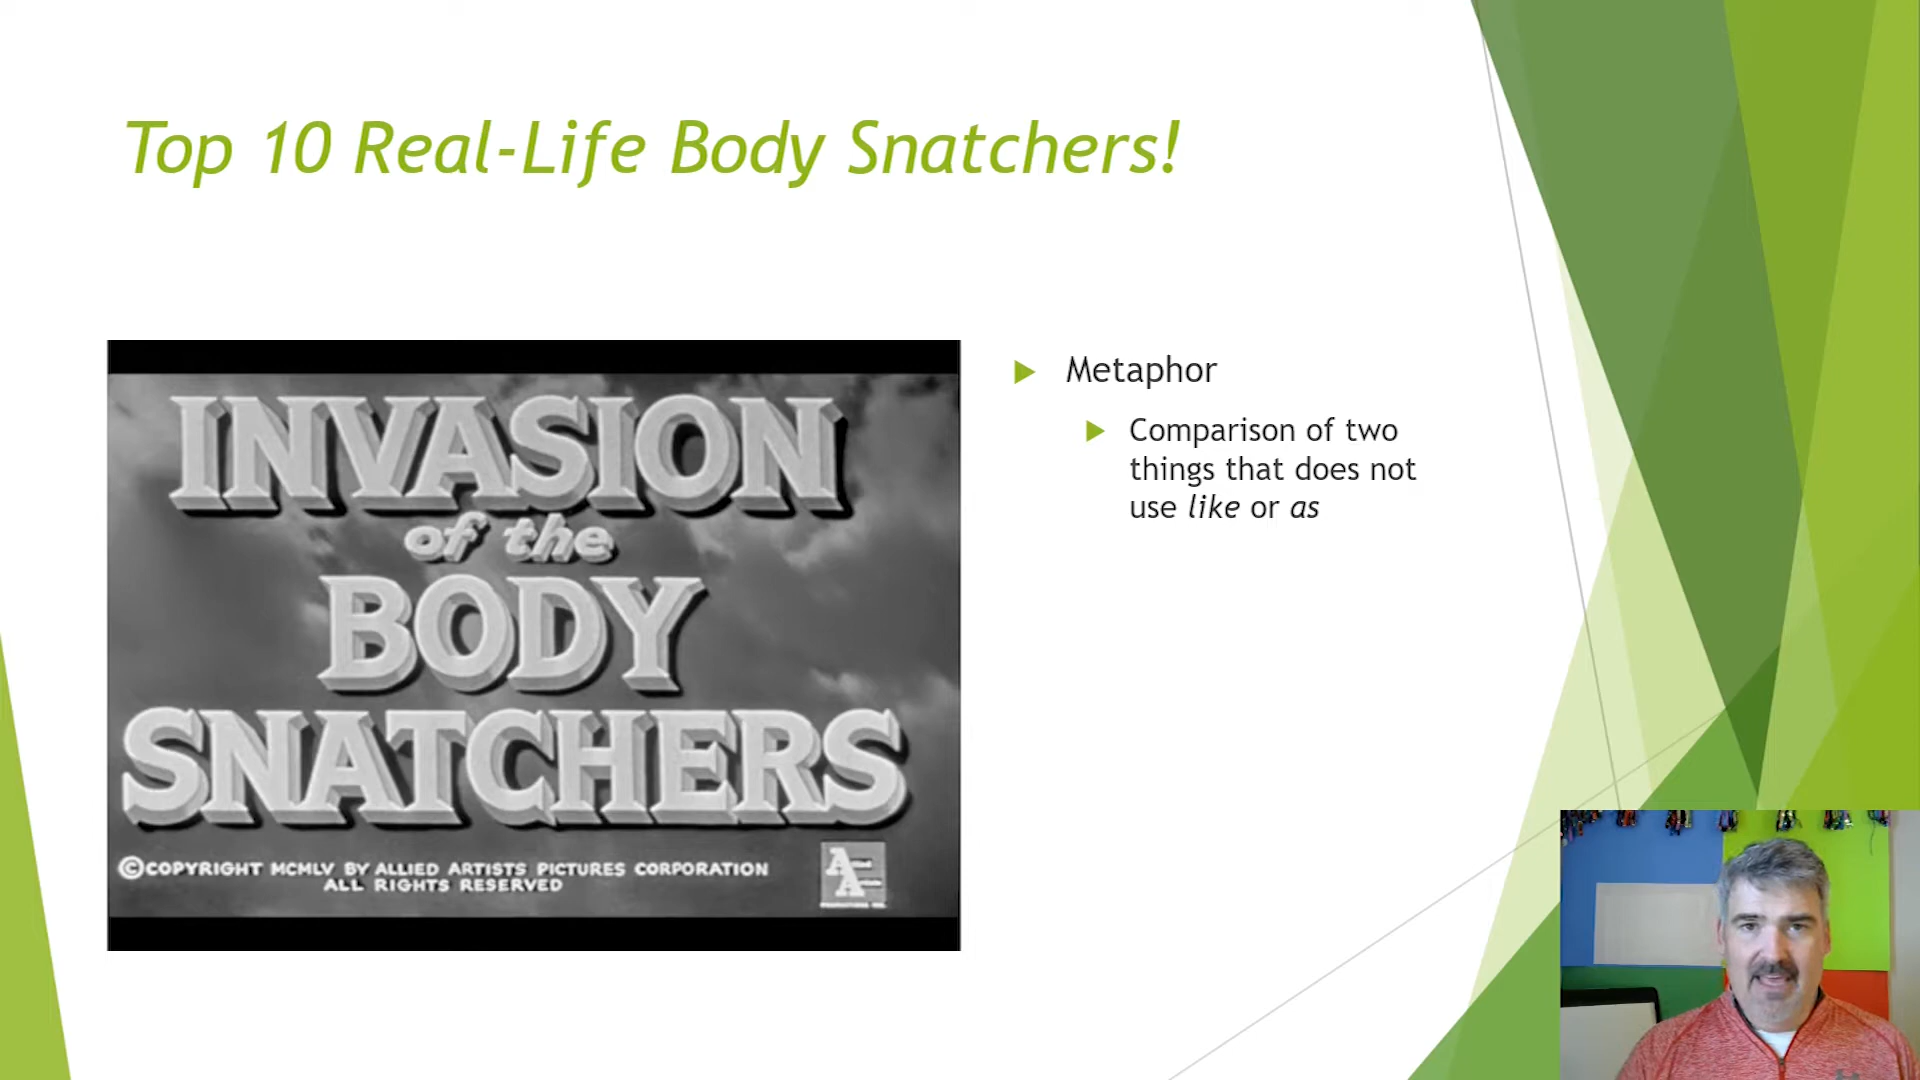 Top 10 Real-Life Body Snatchers!
INVASION
of the
BODY
SNATCHERS
©COPYRIGHT MCMLV BY ALLIED ARTISTS PICTURES CORPORATION
ALL RIGHTS RESERVED
Metaphor
Comparison of two
things that does not
use like or as